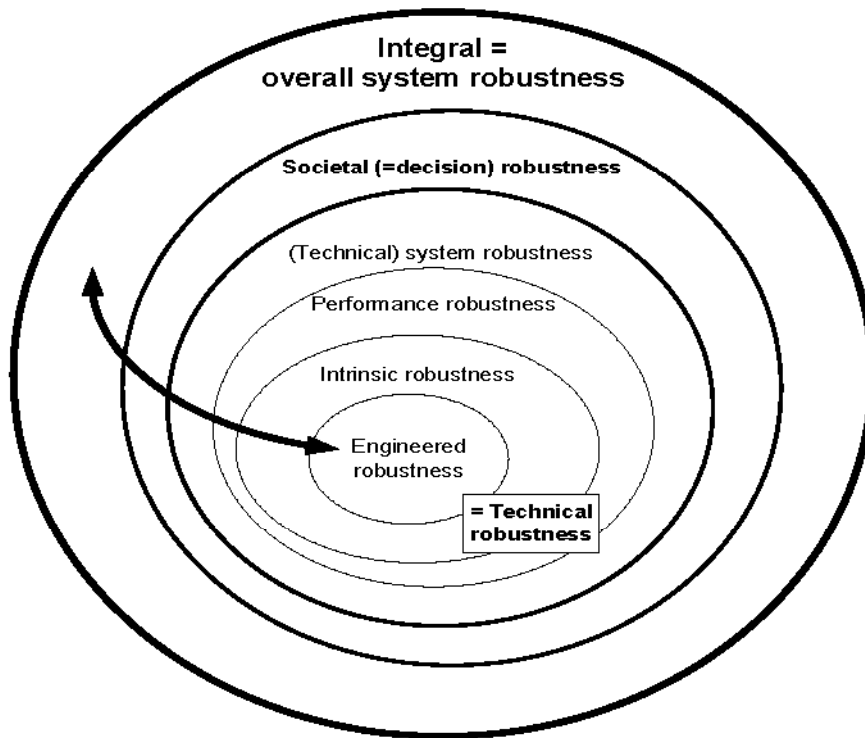 Integral =
overall system robustness
Societal (=decision) robustness
(Technical) system robustness
Performance robustness
Intrinsic robustness
Engineered
robustness
= Technical
robustness